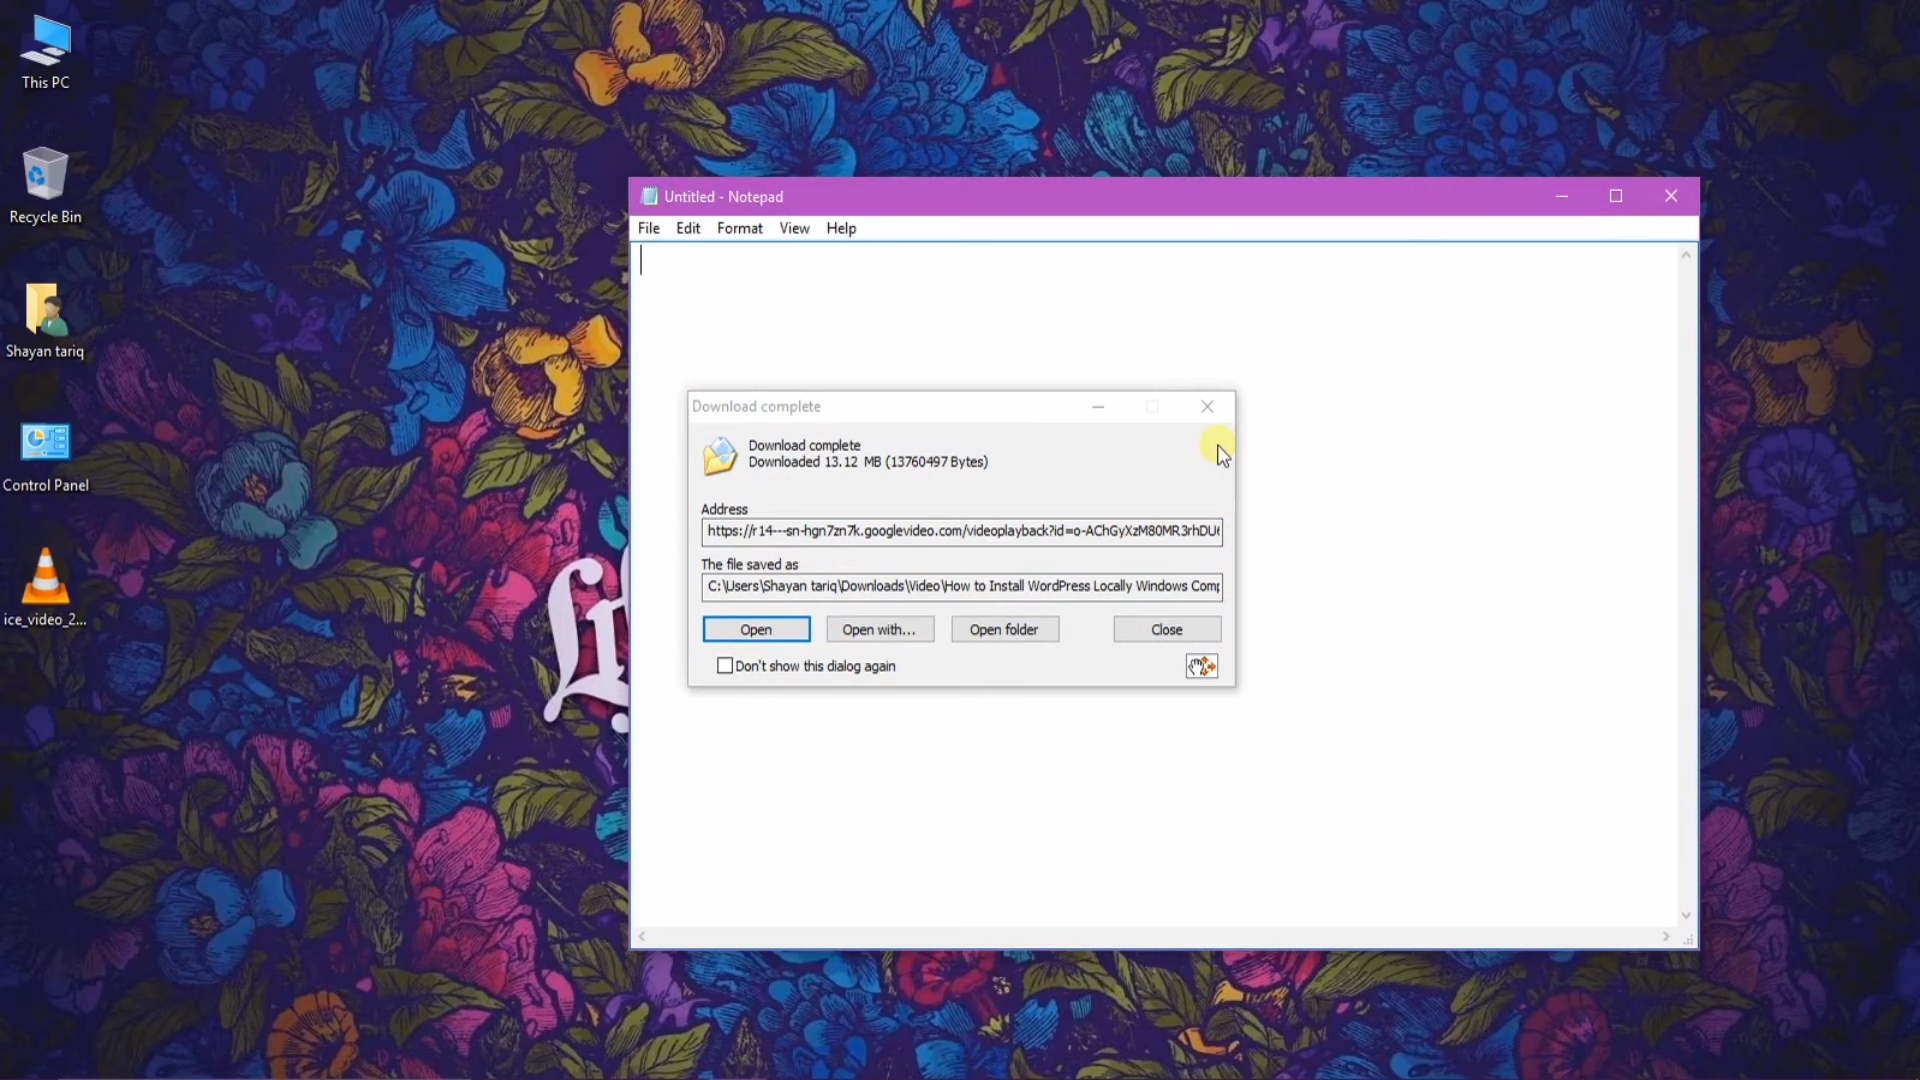 This PC
Recycle Bin
Shayan tariq
Control Panel
ice_video_2...
Untitled - Notepad
File Edit Format View Help
Download complete
Download complete
Downloaded 13.12 MB (13760497 Bytes)
Address
https://r14---sn-hgn7zn7k.googlevideo.com/videoplayback?id=o-AChGyXzM80MR3rhDU
The file saved as
C:\Users\Shayan tariq\Downloads\Video\How to Install WordPress Locally Windows Comp
Open Open with... Open folder Close
Don't show this dialog again